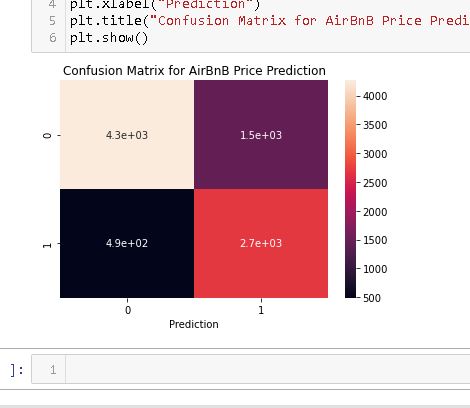 4 plt.xlabel("Prediction")
5 plt.title("Confusion Matrix for AirBnB Price Predi
6 plt.show()
Confusion Matrix for AirBnB Price Prediction
4000
4.3e+03 1.5e+03
0
3500
3000
2500
2000
4.9e+02 2.7e+03
1
1500
1000
500
0 1
Prediction
]: 1